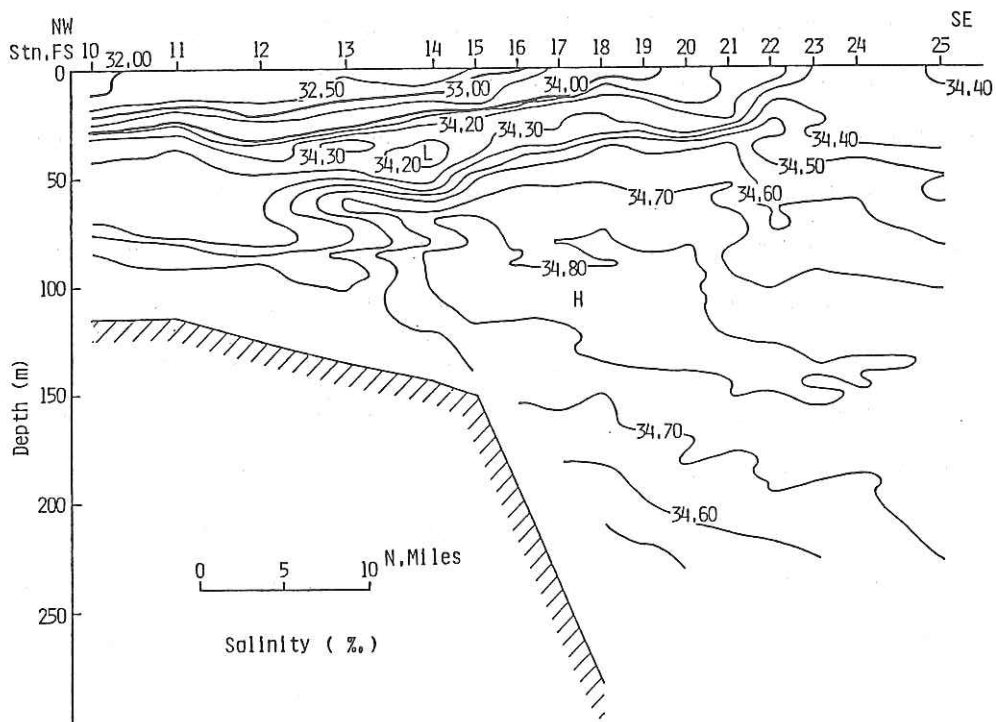 NW SE
Stn,FS 10 11 12 13 14 15 16 17 18 19 20 21 22 23 24 25
32.00
0
32.50 33.00 34.00 34.40
34.20 34.30 34.40
34.30 34.20 L 34.50
50
34.70 34.60
34.80
100 H
150
34.70
200 34.60
0 5 10 N,Miles
250
Salinity ( ‰ )
Depth (m)